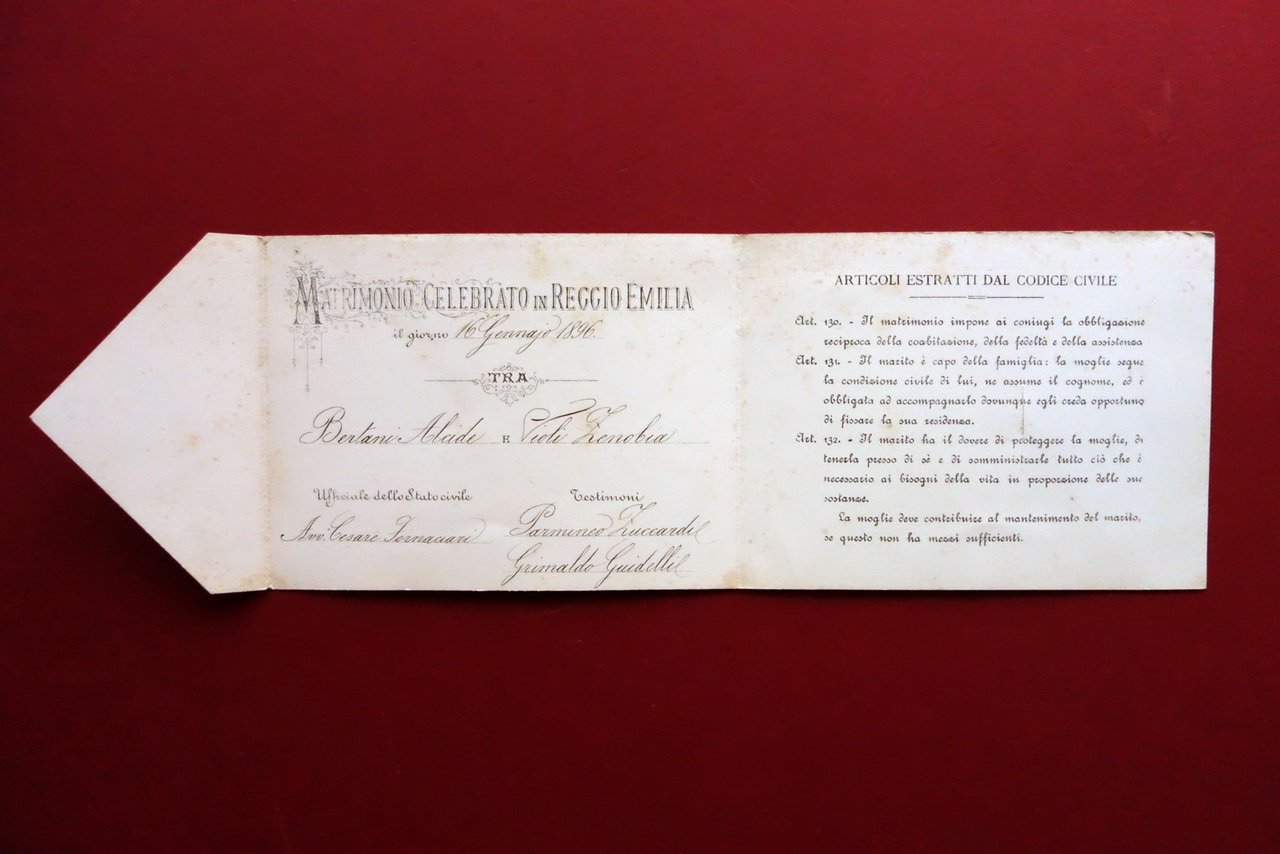 MATRIMONIO CELEBRATO IN REGGIO EMILIA
il giorno 16 Gennajo 1896.
TRA
Bertani Alcide E Violi Zenobia
Ufficiale dello Stato civile
Testimoni
Avv. Cesare Fornaciari
Parmineo Zuccardi
Grimaldo Guidelli
ARTICOLI ESTRATTI DAL CODICE CIVILE
Art. 130. - Il matrimonio impone ai coniugi la obbligazione
reciproca della coabitazione, della fedeltà e della assistenza
Art. 131. - Il marito è capo della famiglia: la moglie segue
la condizione civile di lui, ne assume il cognome, ed è
obbligata ad accompagnarlo dovunque egli creda opportuno
di fissare la sua residenza.
Art. 132. - Il marito ha il dovere di proteggere la moglie, di
tenerla presso di sè e di somministrarle tutto ciò che è
necessario ai bisogni della vita in proporzione delle sue
sostanze.
La moglie deve contribuire al mantenimento del marito,
se questo non ha mezzi sufficienti.